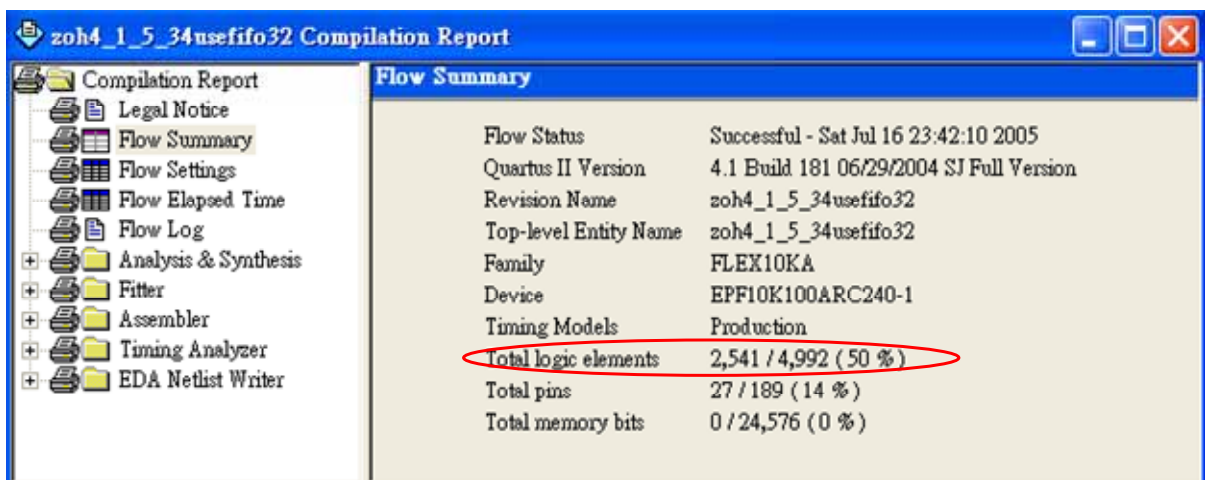 zoh4_1_5_34usefifo32 Compilation Report
Compilation Report
Legal Notice
Flow Summary
Flow Settings
Flow Elapsed Time
Flow Log
Analysis & Synthesis
Fitter
Assembler
Timing Analyzer
EDA Netlist Writer
Flow Summary
Flow Status Successful - Sat Jul 16 23:42:10 2005
Quartus II Version 4.1 Build 181 06/29/2004 SJ Full Version
Revision Name zoh4_1_5_34usefifo32
Top-level Entity Name zoh4_1_5_34usefifo32
Family FLEX10KA
Device EPF10K100ARC240-1
Timing Models Production
Total logic elements 2,541 / 4,992 ( 50 % )
Total pins 27 / 189 ( 14 % )
Total memory bits 0 / 24,576 ( 0 % )